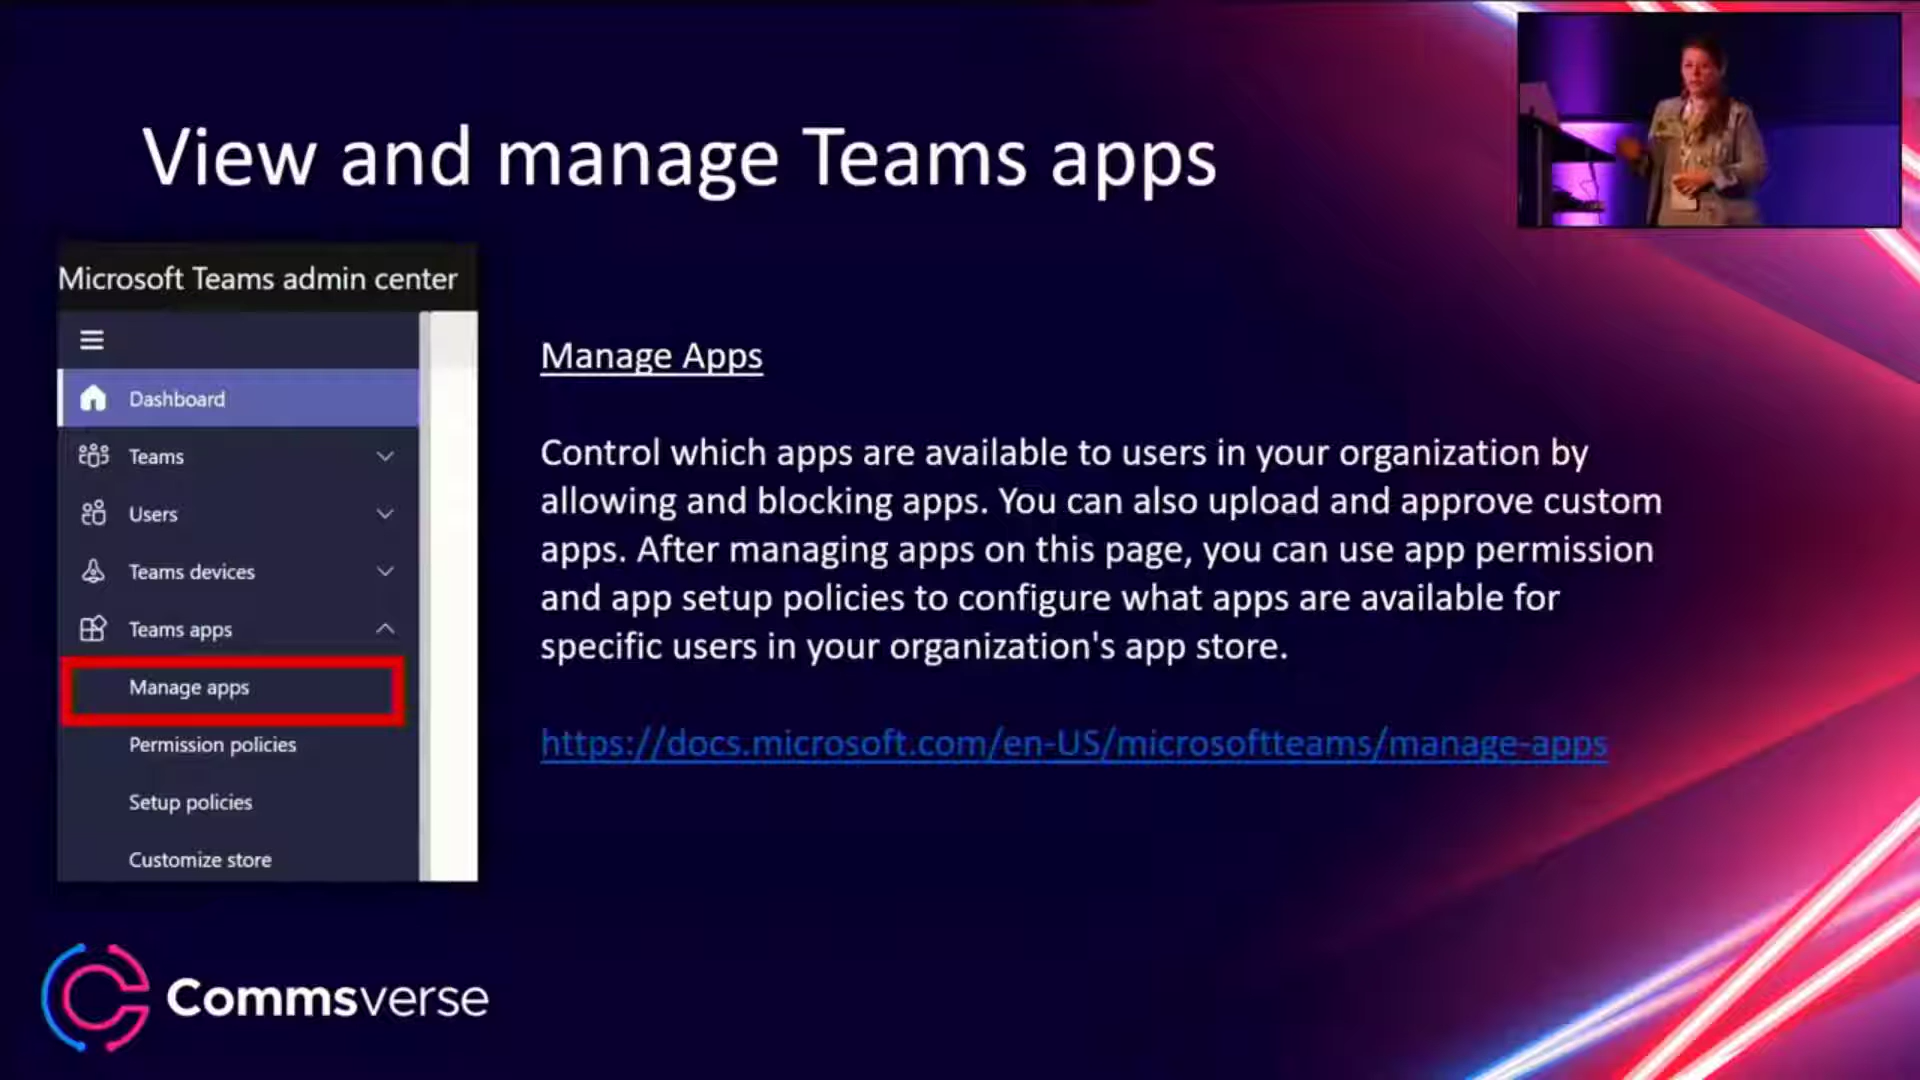 View and manage Teams apps
Microsoft Teams admin center
Dashboard
Teams
Users
Teams devices
Teams apps
Manage apps
Permission policies
Setup policies
Customize store
Manage Apps
Control which apps are available to users in your organization by
allowing and blocking apps. You can also upload and approve custom
apps. After managing apps on this page, you can use app permission
and app setup policies to configure what apps are available for
specific users in your organization's app store.
https://docs.microsoft.com/en-US/microsoftteams/manage-apps
Commsverse